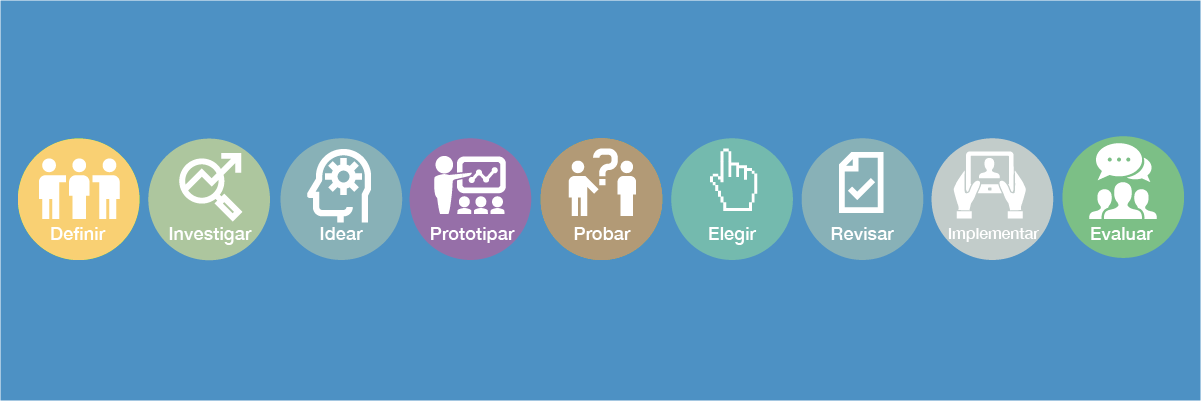 Definir
Investigar
Idear
Prototipar
Probar
Elegir
Revisar
Implementar
Evaluar